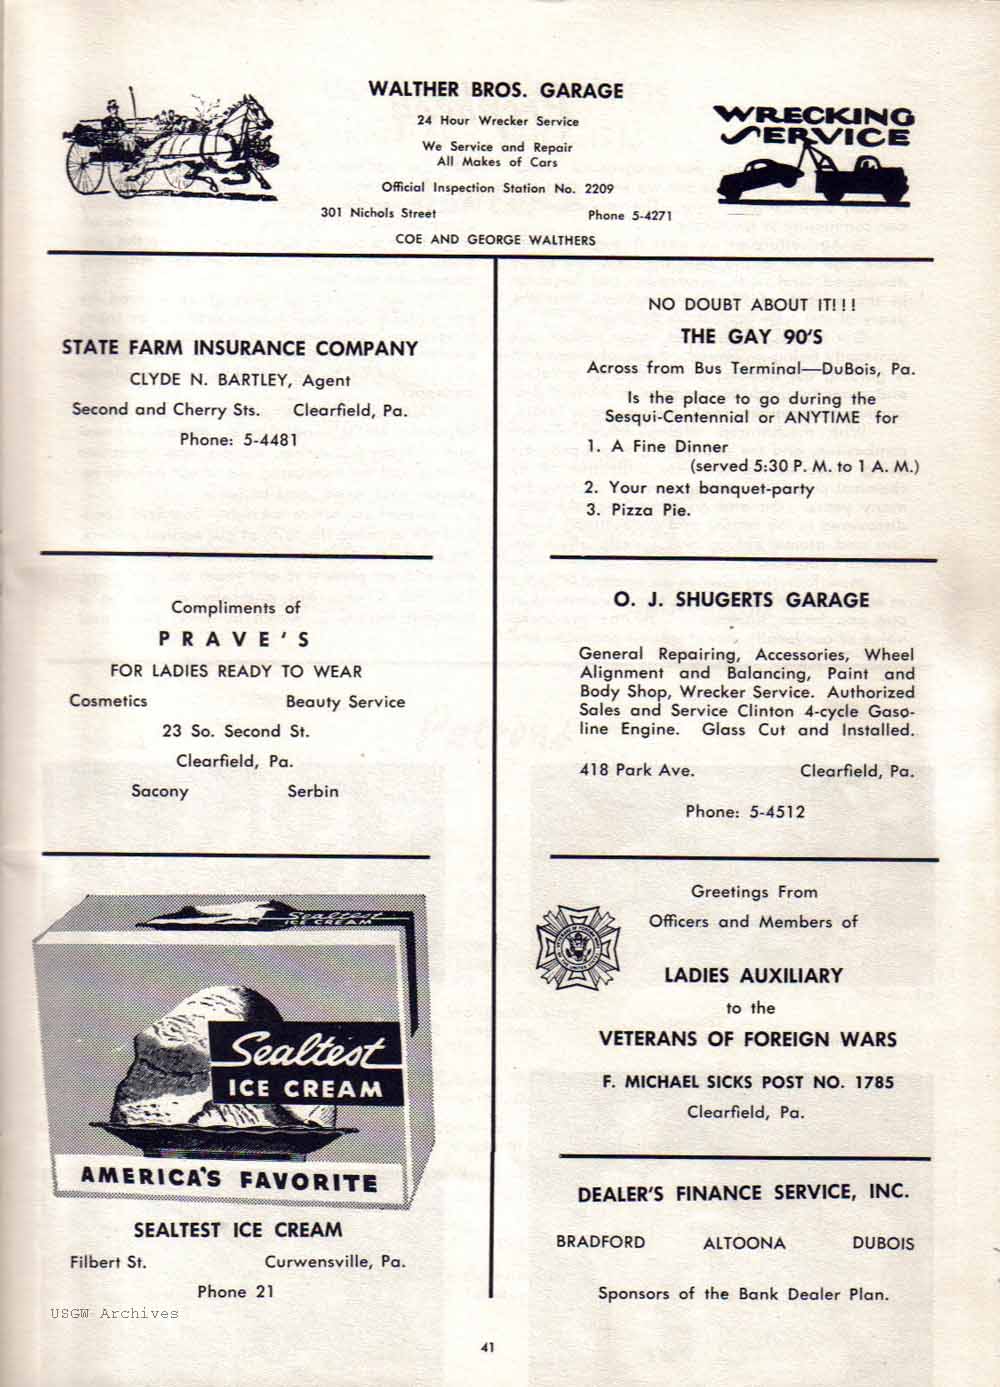 WALTHER BROS. GARAGE
24 Hour Wrecker Service
We Service and Repair
All Makes of Cars
Official Inspection Station No. 2209
301 Nichols Street Phone 5-4271
COE AND GEORGE WALTHERS
WRECKING
SERVICE
STATE FARM INSURANCE COMPANY
CLYDE N. BARTLEY, Agent
Second and Cherry Sts. Clearfield, Pa.
Phone: 5-4481
Compliments of
PRAVE'S
FOR LADIES READY TO WEAR
Cosmetics Beauty Service
23 So. Second St.
Clearfield, Pa.
Sacony Serbin
Sealtest
ICE CREAM
Sealtest
ICE CREAM
AMERICA'S FAVORITE
SEALTEST ICE CREAM
Filbert St. Curwensville, Pa.
Phone 21
NO DOUBT ABOUT IT!!!
THE GAY 90'S
Across from Bus Terminal—DuBois, Pa.
Is the place to go during the
Sesqui-Centennial or ANYTIME for
1. A Fine Dinner
(served 5:30 P. M. to 1 A. M.)
2. Your next banquet-party
3. Pizza Pie.
O. J. SHUGERTS GARAGE
General Repairing, Accessories, Wheel
Alignment and Balancing, Paint and
Body Shop, Wrecker Service. Authorized
Sales and Service Clinton 4-cycle Gaso-
line Engine. Glass Cut and Installed.
418 Park Ave. Clearfield, Pa.
Phone: 5-4512
Greetings From
Officers and Members of
LADIES AUXILIARY
to the
VETERANS OF FOREIGN WARS
F. MICHAEL SICKS POST NO. 1785
Clearfield, Pa.
DEALER'S FINANCE SERVICE, INC.
BRADFORD ALTOONA DUBOIS
Sponsors of the Bank Dealer Plan.
USGW Archives
41